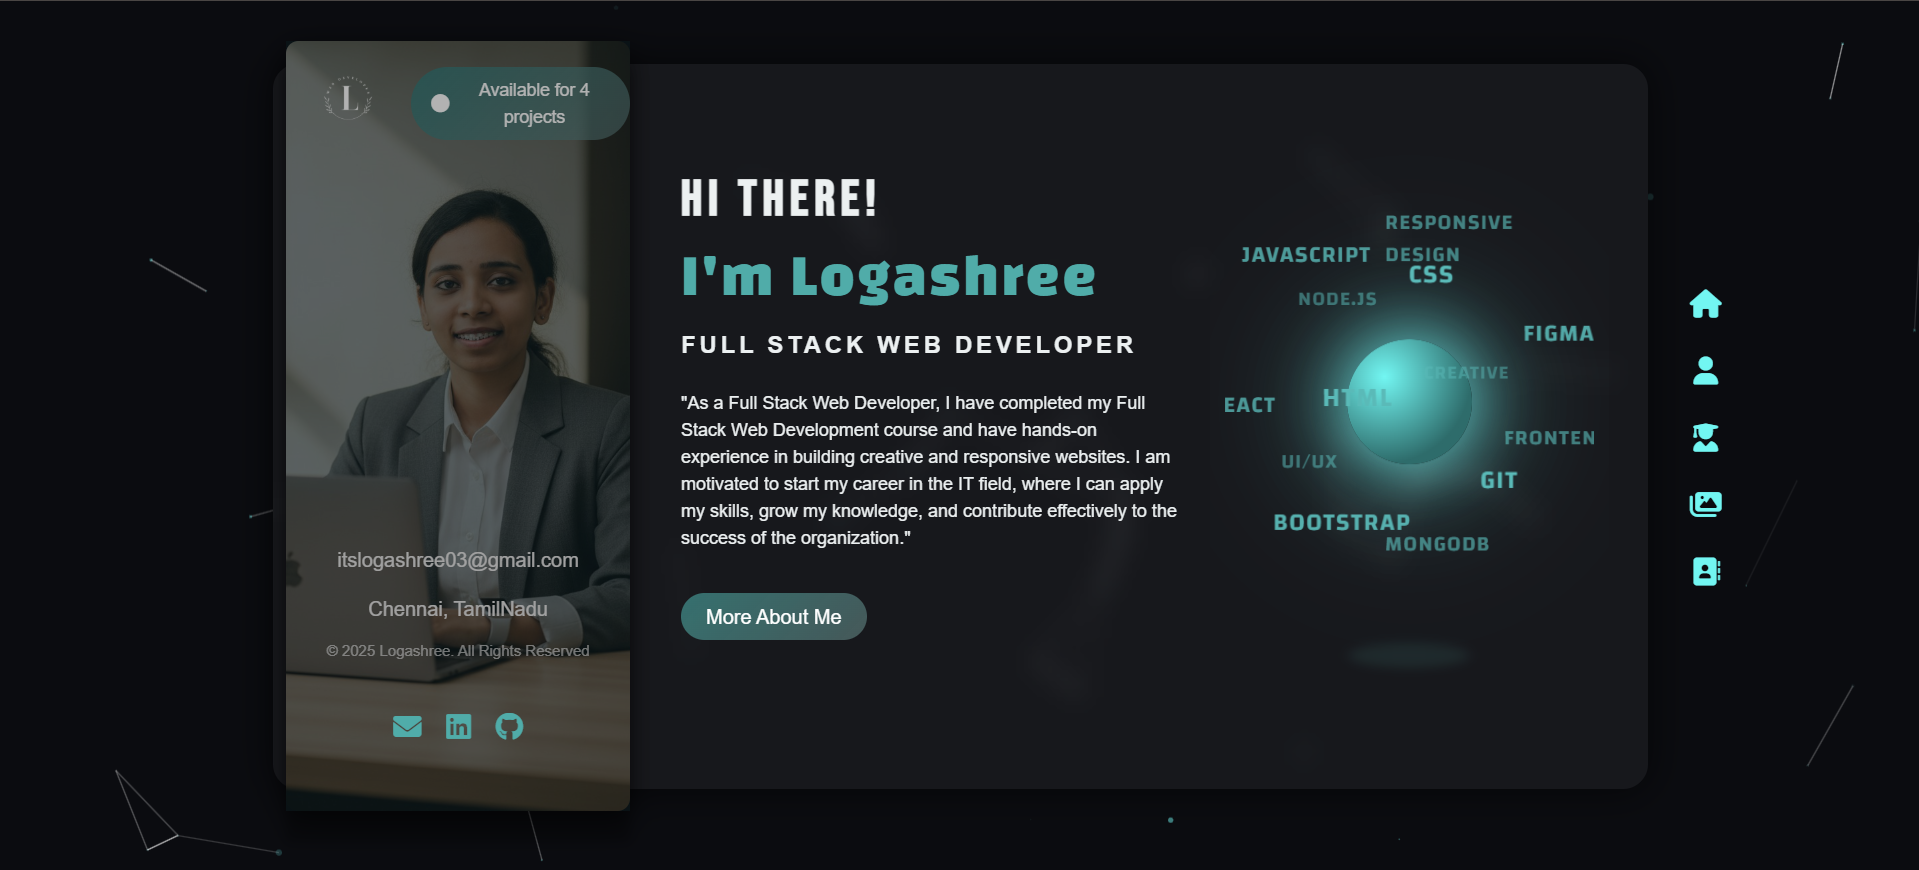 L
Available for 4
projects
itslogashree03@gmail.com
Chennai, TamilNadu
© 2025 Logashree. All Rights Reserved
HI THERE!
I'm Logashree
FULL STACK WEB DEVELOPER
"As a Full Stack Web Developer, I have completed my Full
Stack Web Development course and have hands-on
experience in building creative and responsive websites. I am
motivated to start my career in the IT field, where I can apply
my skills, grow my knowledge, and contribute effectively to the
success of the organization."
More About Me
RESPONSIVE
DESIGN
JAVASCRIPT
CSS
NODE.JS
FIGMA
CREATIVE
HTML
EACT
FRONTEN
UI/UX
GIT
BOOTSTRAP
MONGODB